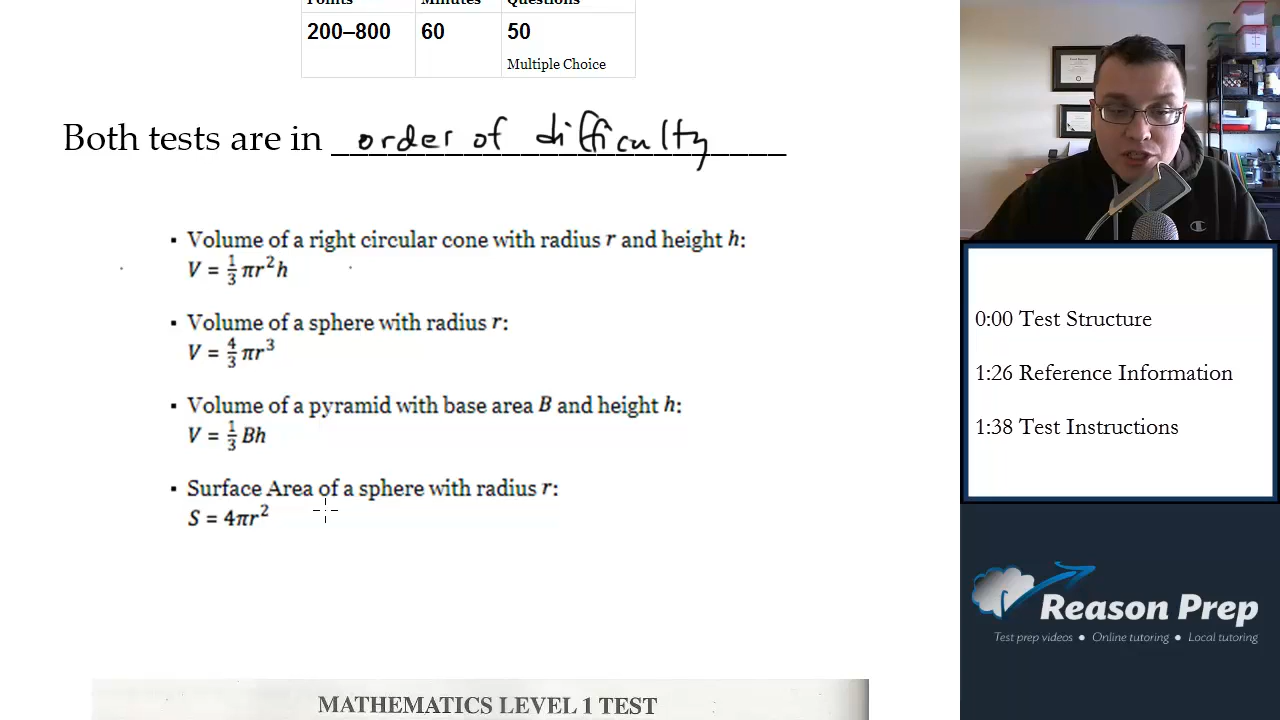 Points Minutes Questions
200–800 60 50
Multiple Choice
Both tests are in order of difficulty
▪ Volume of a right circular cone with radius r and height h:
V = 1/3 πr²h
▪ Volume of a sphere with radius r:
V = 4/3 πr³
▪ Volume of a pyramid with base area B and height h:
V = 1/3 Bh
▪ Surface Area of a sphere with radius r:
S = 4πr²
MATHEMATICS LEVEL 1 TEST
0:00 Test Structure
1:26 Reference Information
1:38 Test Instructions
Reason Prep
Test prep videos ● Online tutoring ● Local tutoring